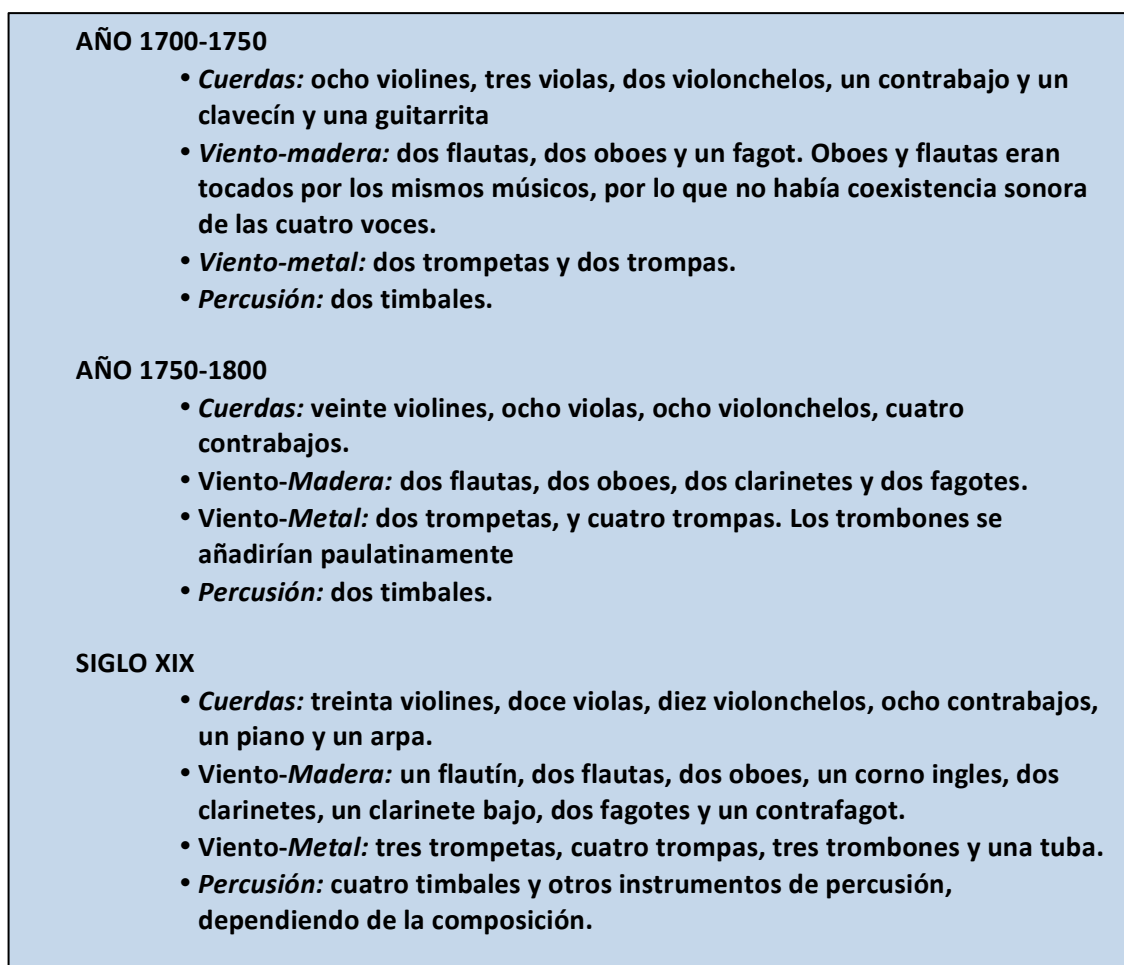 AÑO 1700-1750
• Cuerdas: ocho violines, tres violas, dos violonchelos, un contrabajo y un
clavecín y una guitarrita
• Viento-madera: dos flautas, dos oboes y un fagot. Oboes y flautas eran
tocados por los mismos músicos, por lo que no había coexistencia sonora
de las cuatro voces.
• Viento-metal: dos trompetas y dos trompas.
• Percusión: dos timbales.
AÑO 1750-1800
• Cuerdas: veinte violines, ocho violas, ocho violonchelos, cuatro
contrabajos.
• Viento-Madera: dos flautas, dos oboes, dos clarinetes y dos fagotes.
• Viento-Metal: dos trompetas, y cuatro trompas. Los trombones se
añadirían paulatinamente
• Percusión: dos timbales.
SIGLO XIX
• Cuerdas: treinta violines, doce violas, diez violonchelos, ocho contrabajos,
un piano y un arpa.
• Viento-Madera: un flautín, dos flautas, dos oboes, un corno ingles, dos
clarinetes, un clarinete bajo, dos fagotes y un contrafagot.
• Viento-Metal: tres trompetas, cuatro trompas, tres trombones y una tuba.
• Percusión: cuatro timbales y otros instrumentos de percusión,
dependiendo de la composición.